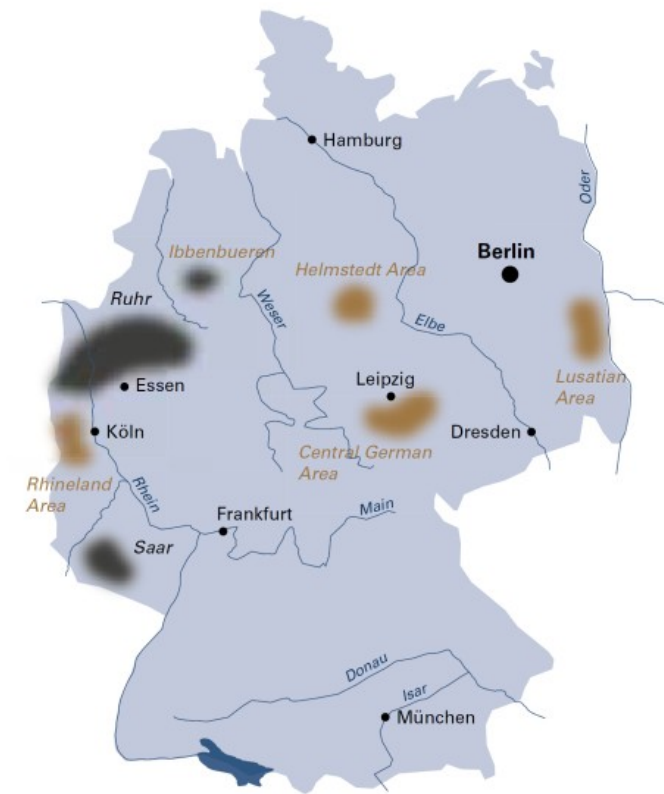 Hamburg
Oder
Berlin
Ibbenbueren
Helmstedt Area
Ruhr
Weser
Elbe
Essen
Leipzig
Lusatian
Area
Köln
Dresden
Central German
Area
Rhineland
Area
Rhein
Frankfurt
Main
Saar
Donau
Isar
München